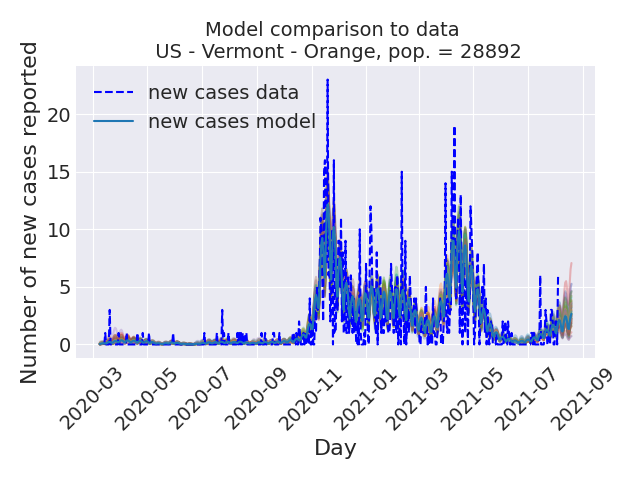 Model comparison to data
US - Vermont - Orange, pop. = 28892
Number of new cases reported
20
15
10
5
0
new cases data
new cases model
2020-03
2020-05
2020-07
2020-09
2020-11
2021-01
2021-03
2021-05
2021-07
2021-09
Day